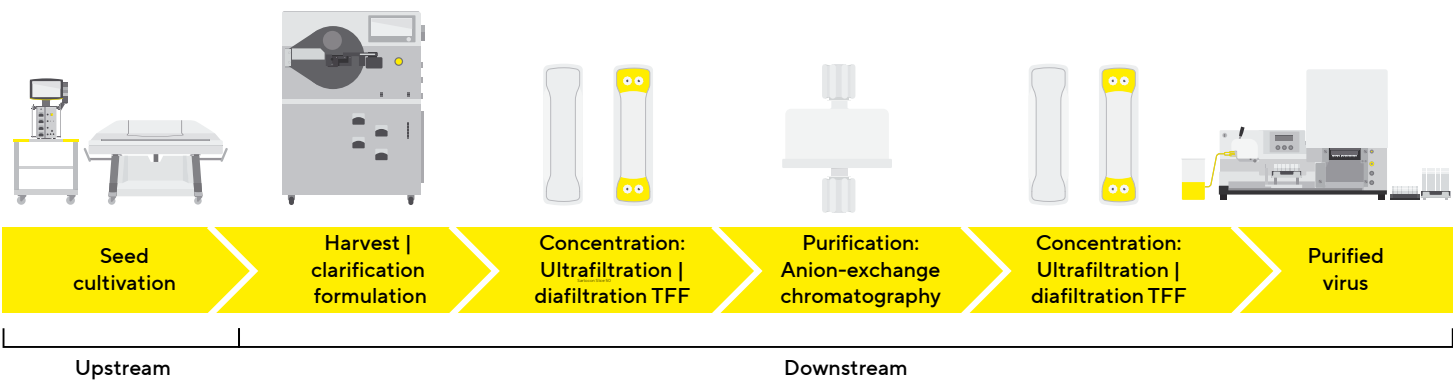 Seed
cultivation
Harvest |
clarification
formulation
Concentration:
Ultrafiltration |
diafiltration TFF
Purification:
Anion-exchange
chromatography
Concentration:
Ultrafiltration |
diafiltration TFF
Purified
virus
Upstream
Downstream